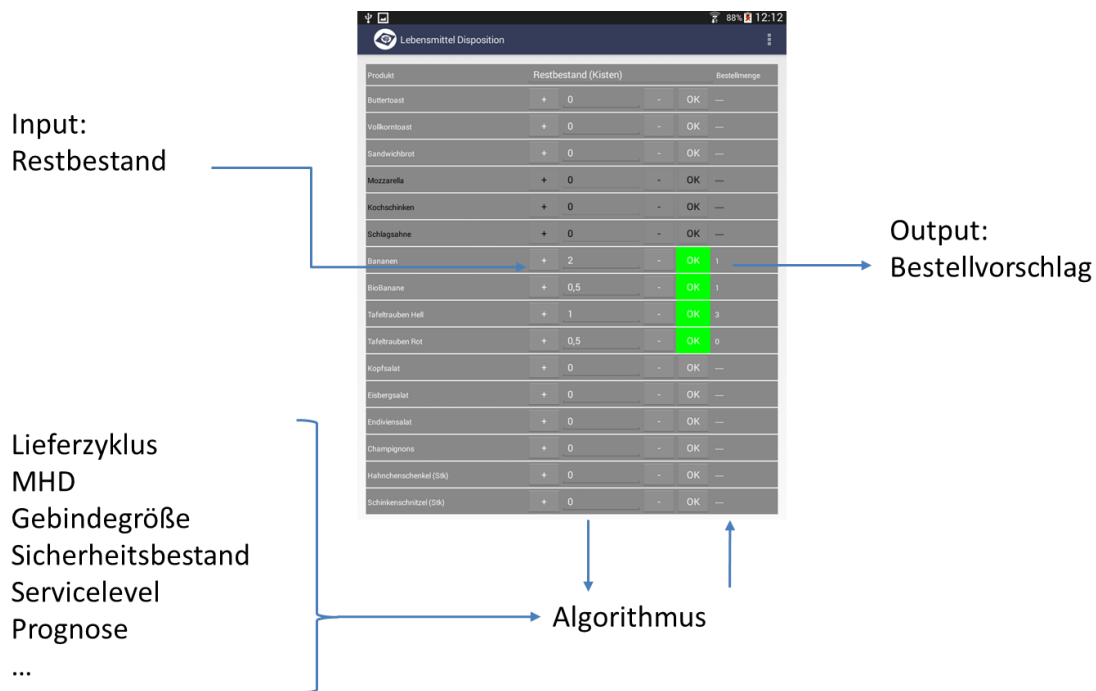 88% 12:12
Lebensmittel Disposition
Produkt Restbestand (Kisten) Bestellmenge
Buttertoast + 0 - OK ---
Vollkorntoast + 0 - OK ---
Sandwichbrot + 0 - OK ---
Mozzarella + 0 - OK ---
Kochschinken + 0 - OK ---
Schlagsahne + 0 - OK ---
Bananen + 2 - OK 1
BioBanane + 0,5 - OK 1
Tafeltrauben Hell + 1 - OK 3
Tafeltrauben Rot + 0,5 - OK 0
Kopfsalat + 0 - OK ---
Eisbergsalat + 0 - OK ---
Endiviensalat + 0 - OK ---
Champignons + 0 - OK ---
Hahnchenschenkel (Stk) + 0 - OK ---
Schinkenschnitzel (Stk) + 0 - OK ---
Input:
Restbestand
Output:
Bestellvorschlag
Lieferzyklus
MHD
Gebindegröße
Sicherheitsbestand
Servicelevel
Prognose
...
Algorithmus